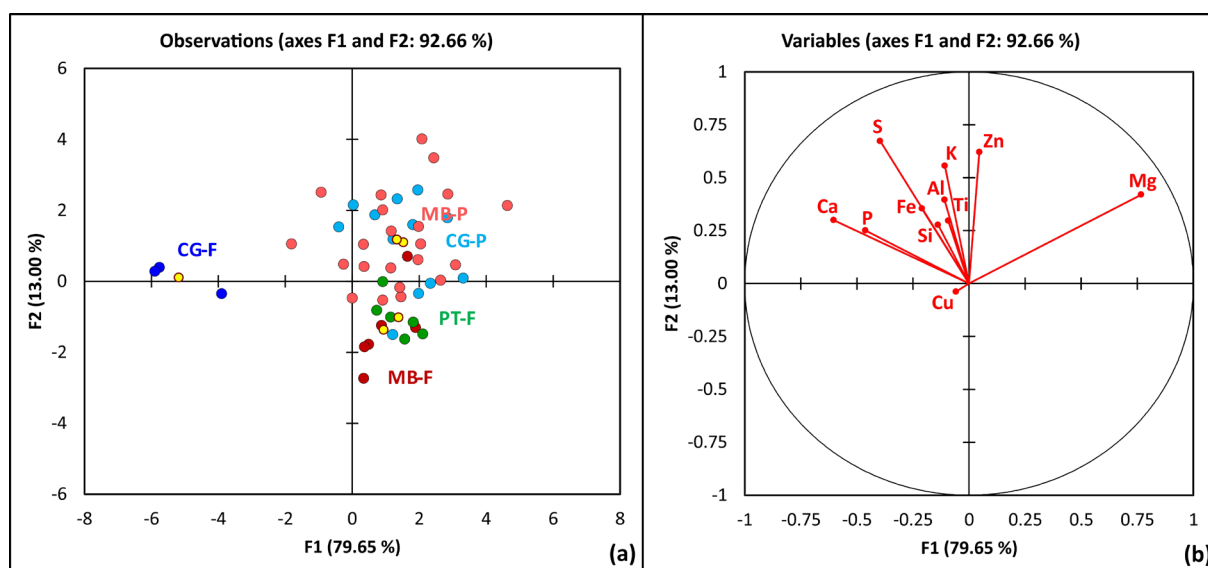 Observations (axes F1 and F2: 92.66 %)
6
4
2
0
-2
-4
-6
F2 (13.00 %)
MB-P
CG-P
CG-F
PT-F
MB-F
-8
-6
-4
-2
0
2
4
6
8
F1 (79.65 %)
(a)
Variables (axes F1 and F2: 92.66 %)
1
0.75
0.5
0.25
0
-0.25
-0.5
-0.75
-1
F2 (13.00 %)
S
K
Zn
Al
Mg
Ca
P
Fe
Ti
Si
Cu
-1
-0.75
-0.5
-0.25
0
0.25
0.5
0.75
1
F1 (79.65 %)
(b)